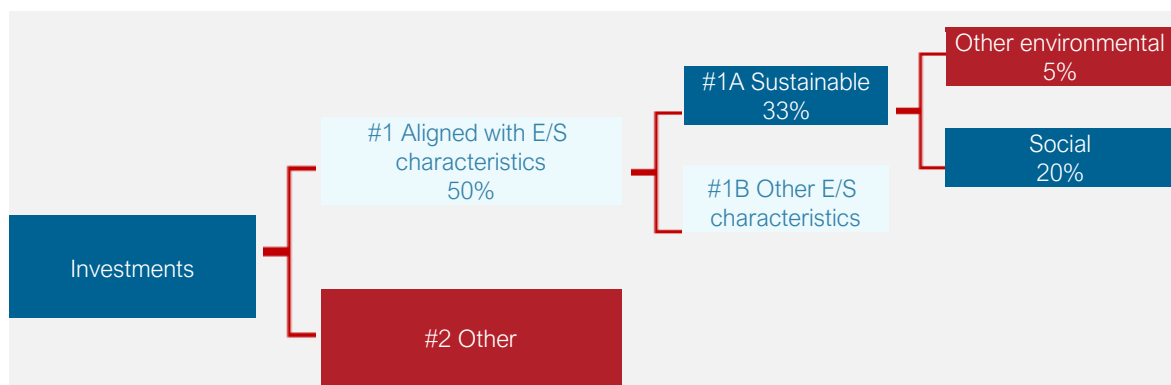 Investments
#1 Aligned with E/S
characteristics
50%
#2 Other
#1A Sustainable
33%
#1B Other E/S
characteristics
Other environmental
5%
Social
20%